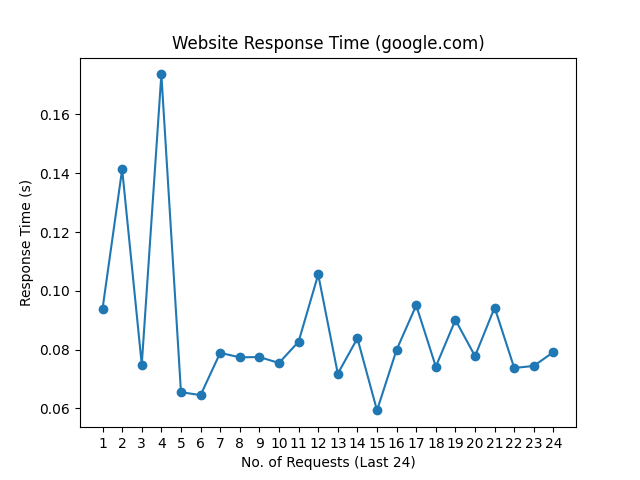 Website Response Time (google.com)
0.16
0.14
0.12
0.10
0.08
0.06
Response Time (s)
1 2 3 4 5 6 7 8 9 10 11 12 13 14 15 16 17 18 19 20 21 22 23 24
No. of Requests (Last 24)